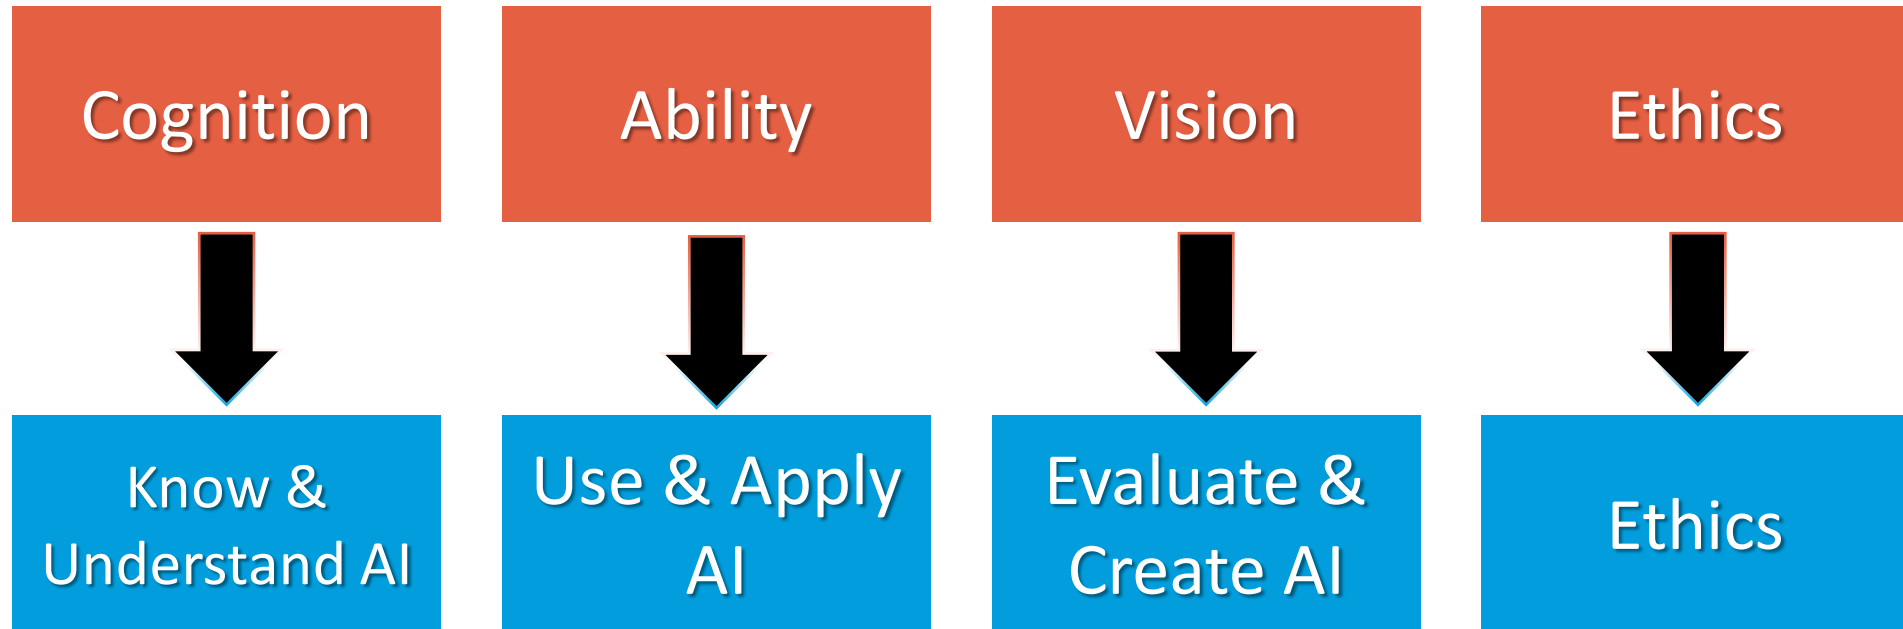 Cognition
Ability
Vision
Ethics
Know &
Understand AI
Use & Apply
AI
Evaluate &
Create AI
Ethics